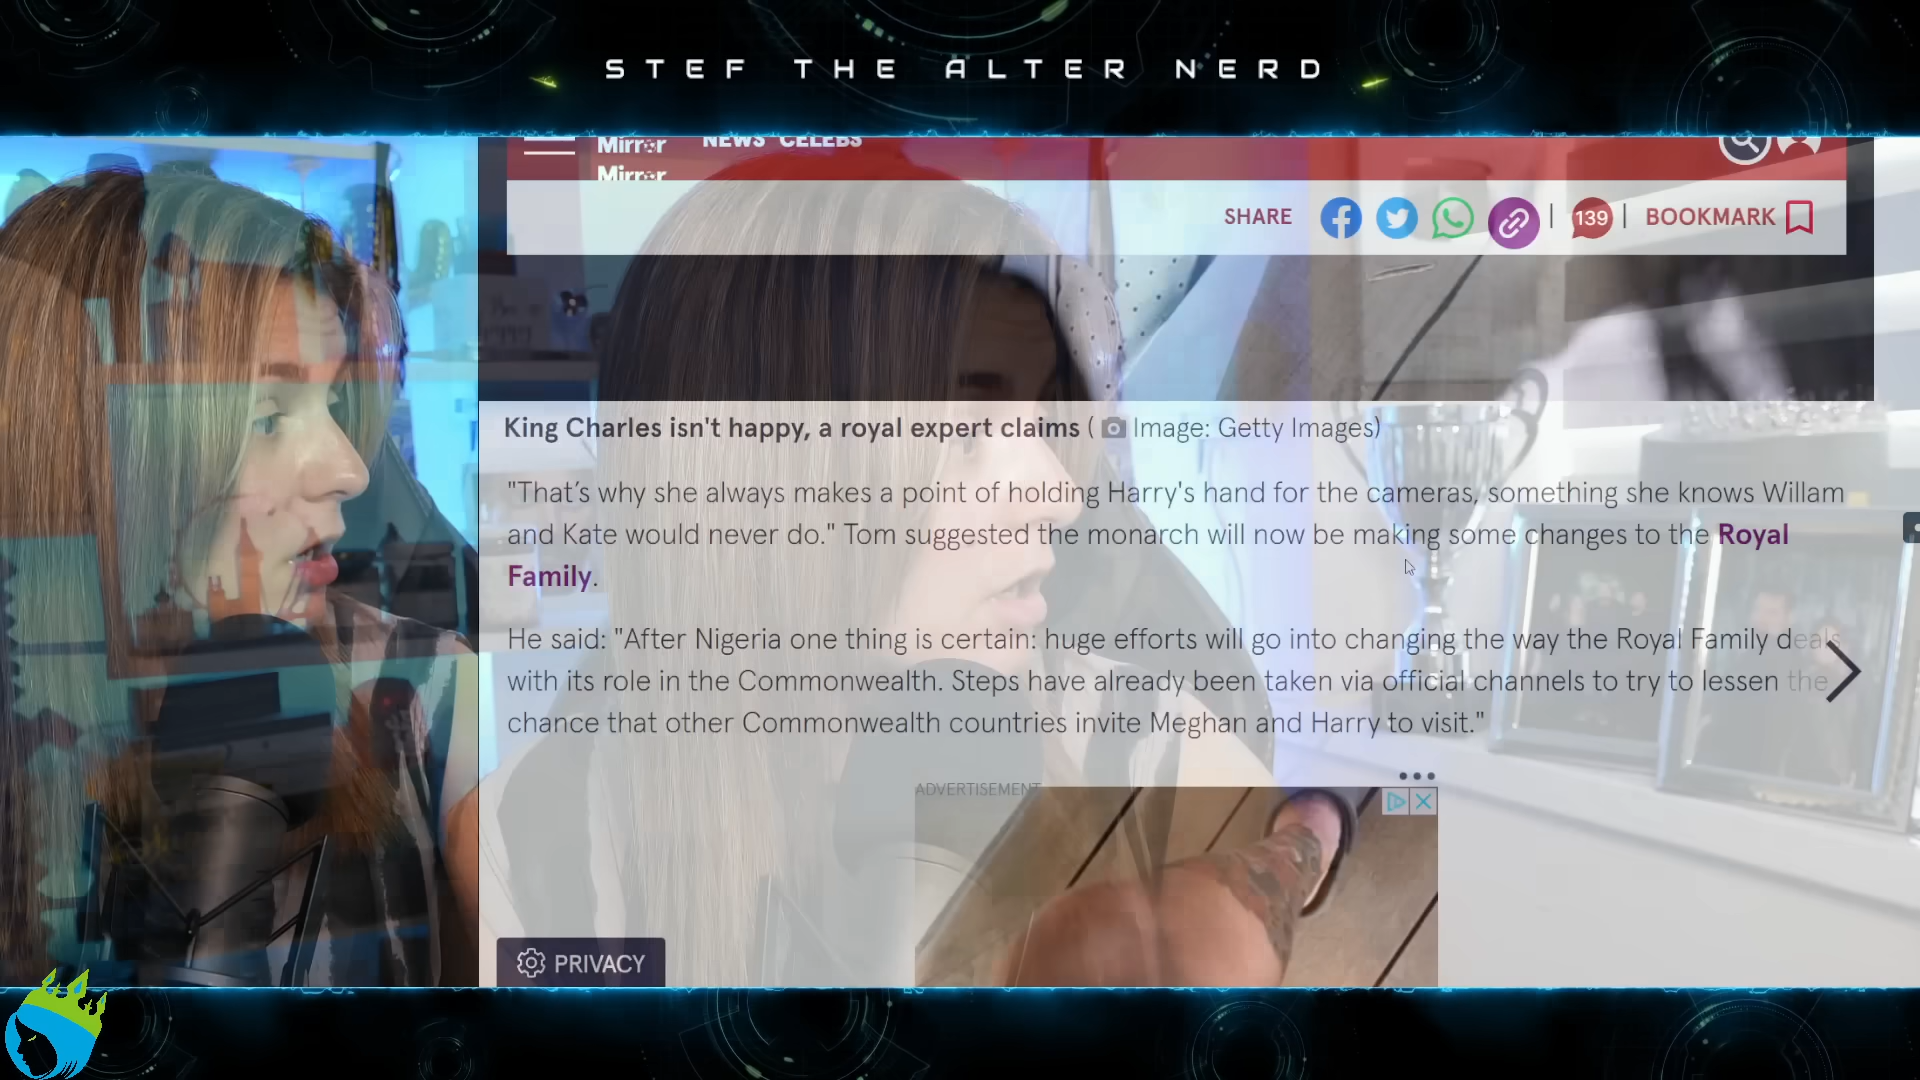 STEF THE ALTER NERD
Mirror
NEWS CELEBS
Mirror
SHARE
139
BOOKMARK
King Charles isn't happy, a royal expert claims ( Image: Getty Images)
"That's why she always makes a point of holding Harry's hand for the cameras, something she knows Willam
and Kate would never do." Tom suggested the monarch will now be making some changes to the Royal
Family.
He said: "After Nigeria one thing is certain: huge efforts will go into changing the way the Royal Family deals
with its role in the Commonwealth. Steps have already been taken via official channels to try to lessen the
chance that other Commonwealth countries invite Meghan and Harry to visit."
ADVERTISEMENT
PRIVACY